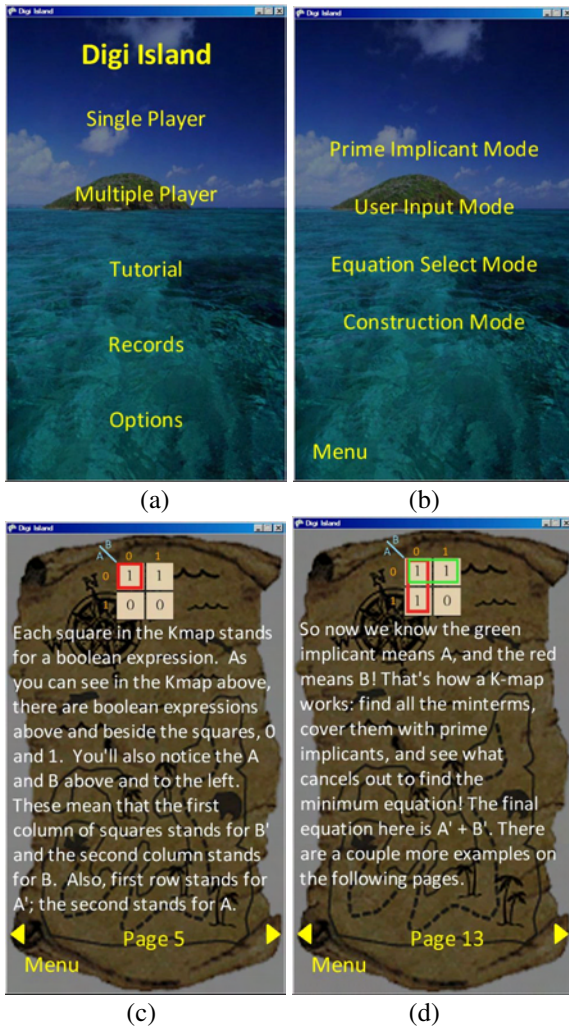 Digi Island
Digi Island
Single Player
Multiple Player
Tutorial
Records
Options
(a)
Digi Island
Prime Implicant Mode
User Input Mode
Equation Select Mode
Construction Mode
Menu
(b)
Digi Island
B
A 0 1
0 1 1
1 0 0
Each square in the Kmap stands
for a boolean expression. As
you can see in the Kmap above,
there are boolean expressions
above and beside the squares, 0
and 1. You'll also notice the A
and B above and to the left.
These mean that the first
column of squares stands for B'
and the second column stands
for B. Also, first row stands for
A'; the second stands for A.
Page 5
Menu
(c)
Digi Island
B
A 0 1
0 1 1
1 1 0
So now we know the green
implicant means A, and the red
means B! That's how a K-map
works: find all the minterms,
cover them with prime
implicants, and see what
cancels out to find the
minimum equation! The final
equation here is A' + B'. There
are a couple more examples on
the following pages.
Page 13
Menu
(d)